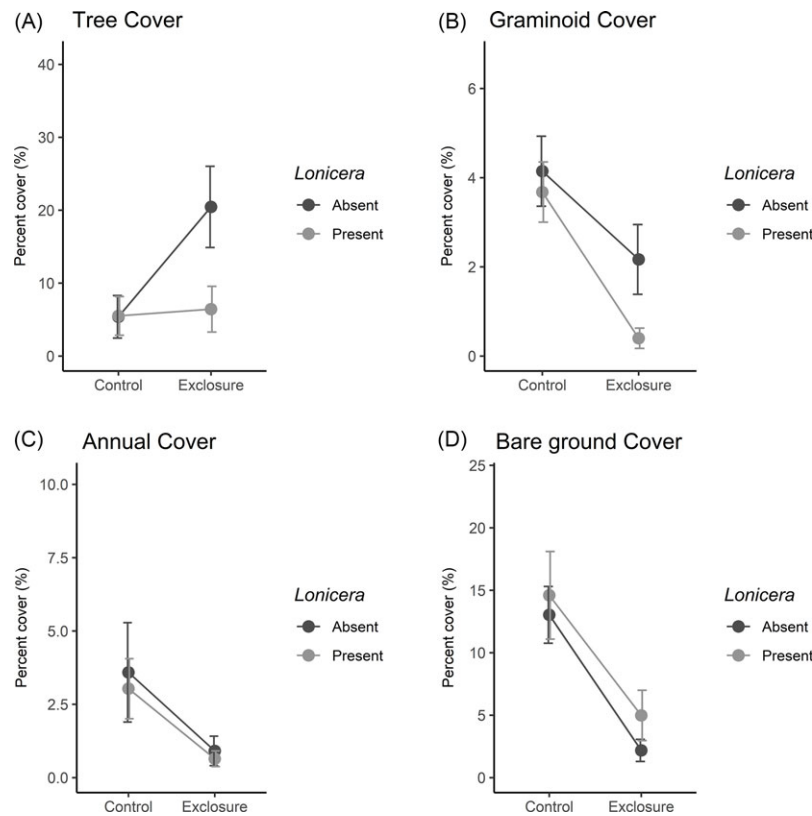 (A) Tree Cover
40
30
20
10
0
Percent cover (%)
Control Exclosure
Lonicera
Absent
Present
(B) Graminoid Cover
6
4
2
0
Percent cover (%)
Control Exclosure
Lonicera
Absent
Present
(C) Annual Cover
10.0
7.5
5.0
2.5
0.0
Percent cover (%)
Control Exclosure
Lonicera
Absent
Present
(D) Bare ground Cover
25
20
15
10
5
0
Percent cover (%)
Control Exclosure
Lonicera
Absent
Present